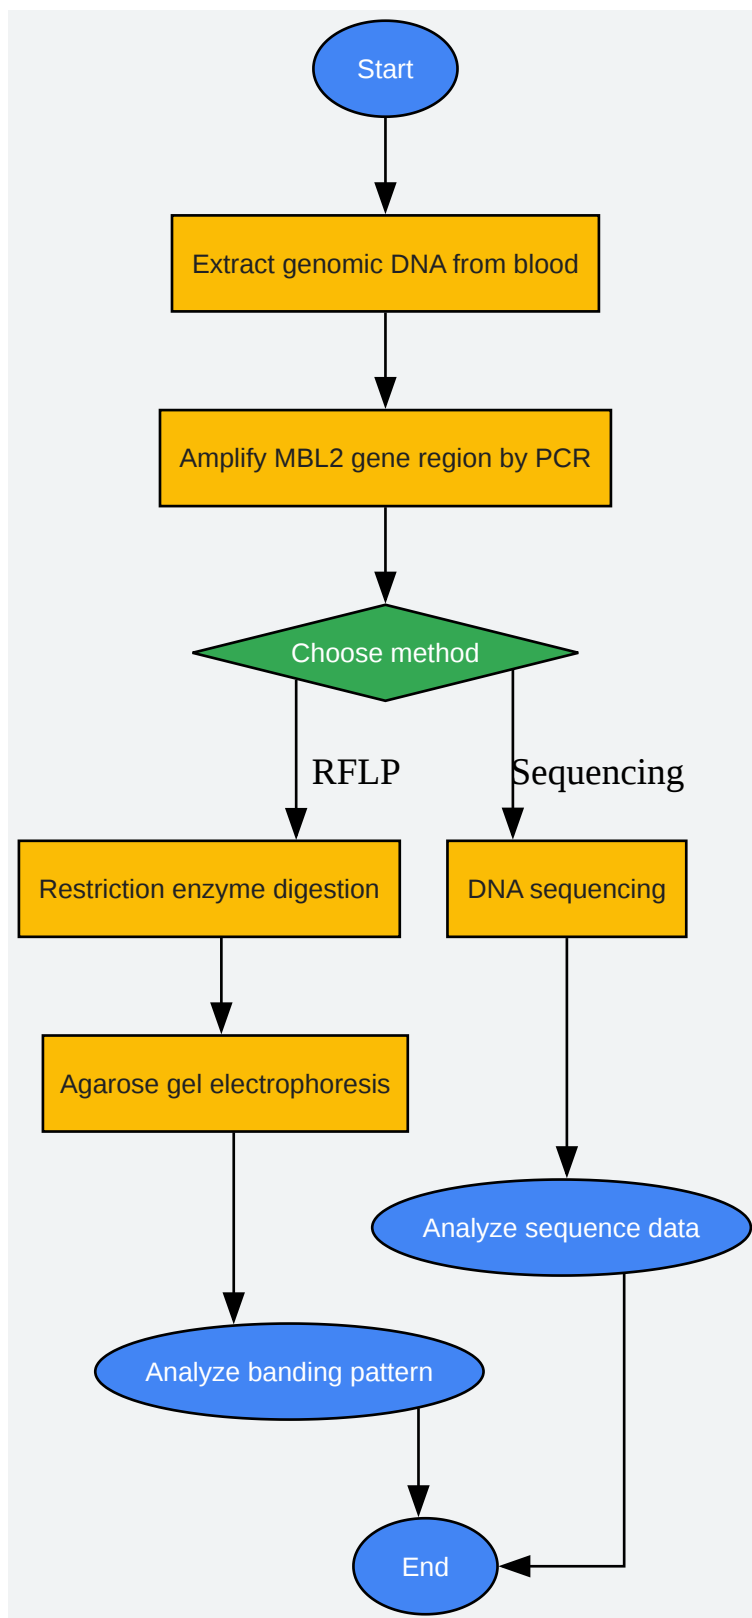 Start
Extract genomic DNA from blood
Amplify MBL2 gene region by PCR
Choose method
RFLP
Sequencing
Restriction enzyme digestion
DNA sequencing
Agarose gel electrophoresis
Analyze sequence data
Analyze banding pattern
End